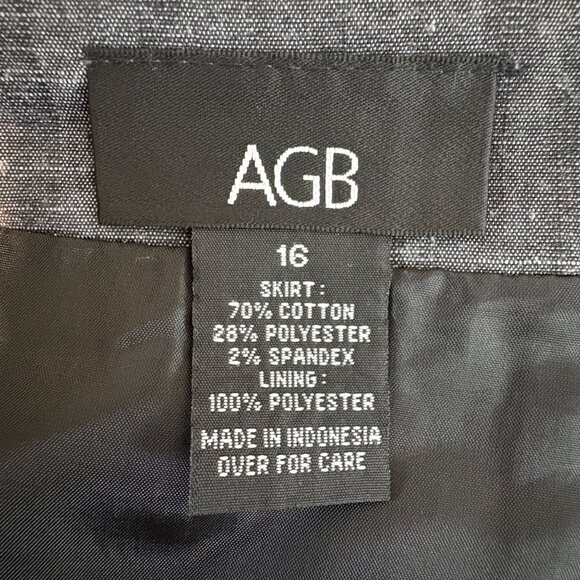 AGB
16
SKIRT:
70% COTTON
28% POLYESTER
2% SPANDEX
LINING:
100% POLYESTER
MADE IN INDONESIA
OVER FOR CARE